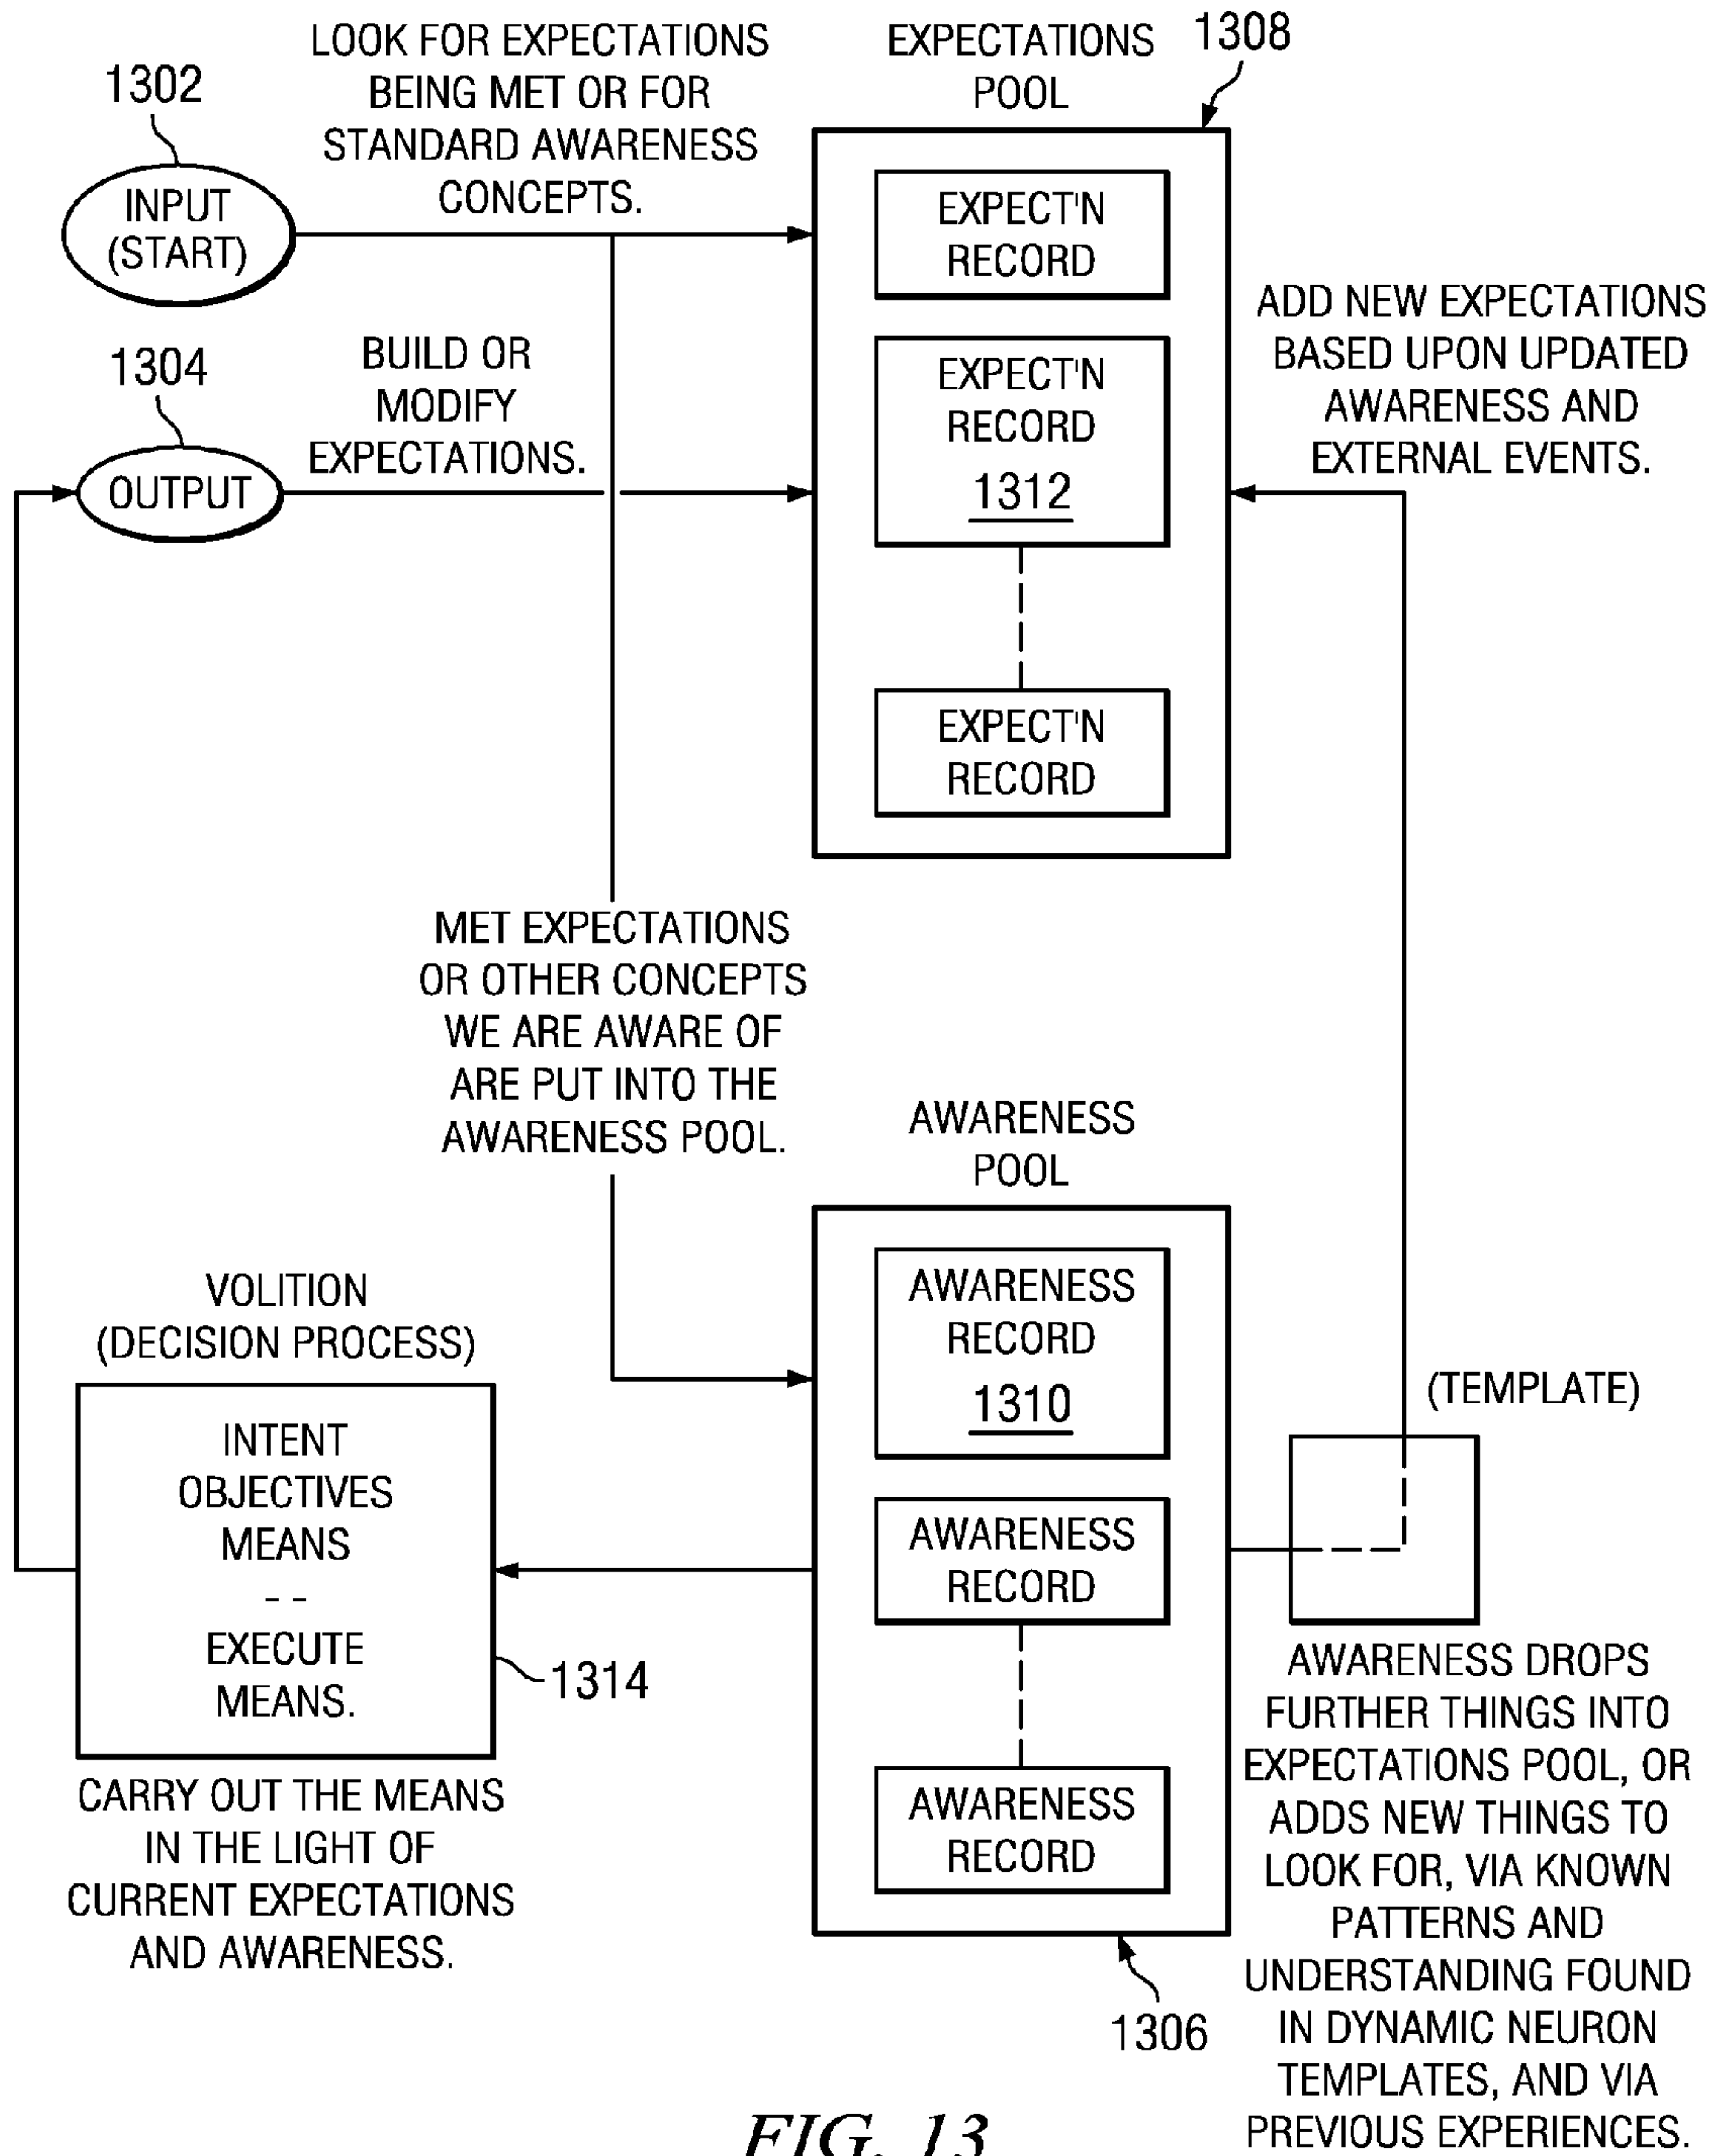 1302
LOOK FOR EXPECTATIONS
BEING MET OR FOR
STANDARD AWARENESS
CONCEPTS.
EXPECTATIONS
POOL
1308
INPUT
(START)
EXPECT'N
RECORD
1304
BUILD OR
MODIFY
EXPECTATIONS.
OUTPUT
EXPECT'N
RECORD
1312
ADD NEW EXPECTATIONS
BASED UPON UPDATED
AWARENESS AND
EXTERNAL EVENTS.
EXPECT'N
RECORD
MET EXPECTATIONS
OR OTHER CONCEPTS
WE ARE AWARE OF
ARE PUT INTO THE
AWARENESS POOL.
AWARENESS
POOL
AWARENESS
RECORD
1310
VOLITION
(DECISION PROCESS)
INTENT
OBJECTIVES
MEANS
- -
EXECUTE
MEANS.
1314
CARRY OUT THE MEANS
IN THE LIGHT OF
CURRENT EXPECTATIONS
AND AWARENESS.
AWARENESS
RECORD
AWARENESS
RECORD
1306
(TEMPLATE)
AWARENESS DROPS
FURTHER THINGS INTO
EXPECTATIONS POOL, OR
ADDS NEW THINGS TO
LOOK FOR, VIA KNOWN
PATTERNS AND
UNDERSTANDING FOUND
IN DYNAMIC NEURON
TEMPLATES, AND VIA
PREVIOUS EXPERIENCES.
FIG. 13